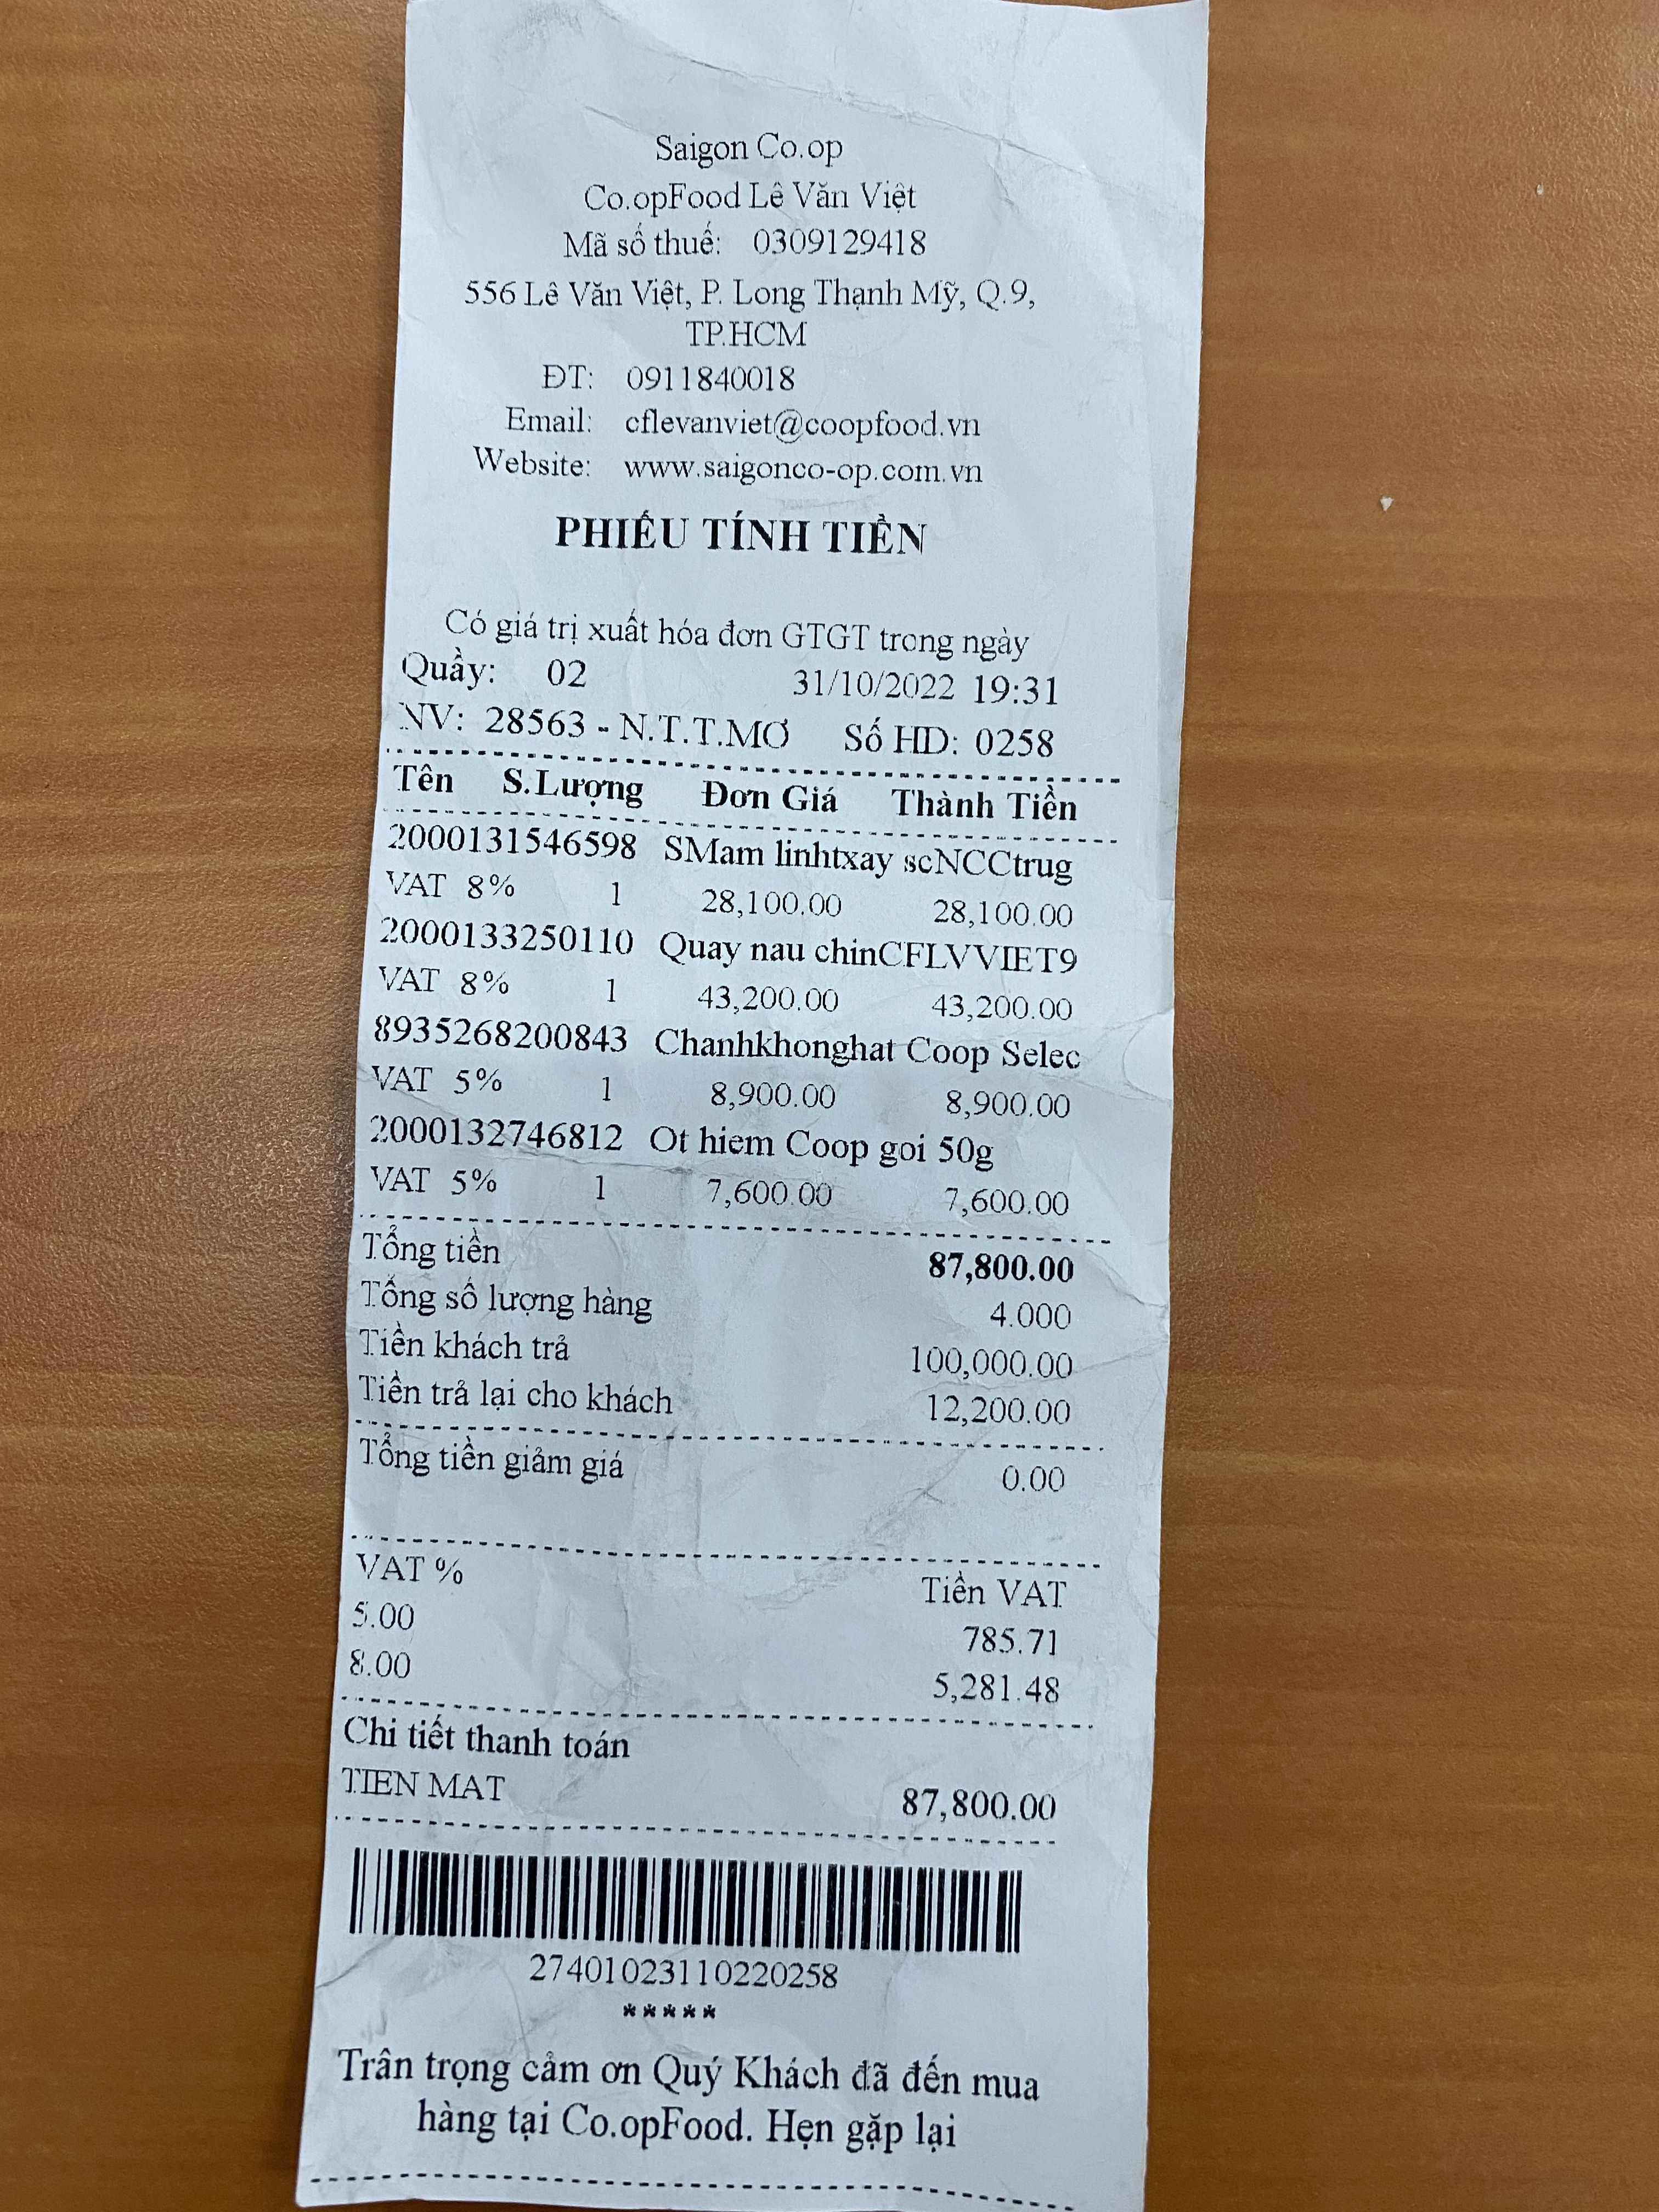 Saigon Co.op
Co.opFood Lê Văn Việt
Mã số thuế: 0309129418
556 Lê Văn Việt, P. Long Thạnh Mỹ, Q.9,
TP.HCM
ĐT: 0911840018
Email: cflevanviet@coopfood.vn
Website: www.saigonco-op.com.vn
PHIẾU TÍNH TIỀN
Có giá trị xuất hóa đơn GTGT trong ngày
Quầy: 02 31/10/2022 19:31
NV: 28563 - N.T.T.MƠ Số HD: 0258
Tên S.Lượng Đơn Giá Thành Tiền
2000131546598 SMam linhtxay scNCCtrug
VAT 8% 1 28,100.00 28,100.00
2000133250110 Quay nau chinCFLVVIET9
VAT 8% 1 43,200.00 43,200.00
8935268200843 Chanhkhonghat Coop Selec
VAT 5% 1 8,900.00 8,900.00
2000132746812 Ot hiem Coop goi 50g
VAT 5% 1 7,600.00 7,600.00
Tổng tiền 87,800.00
Tổng số lượng hàng 4.000
Tiền khách trả 100,000.00
Tiền trả lại cho khách 12,200.00
Tổng tiền giảm giá 0.00
VAT % Tiền VAT
5.00 785.71
8.00 5,281.48
Chi tiết thanh toán
TIEN MAT 87,800.00
27401023110220258
*****
Trân trọng cảm ơn Quý Khách đã đến mua
hàng tại Co.opFood. Hẹn gặp lại